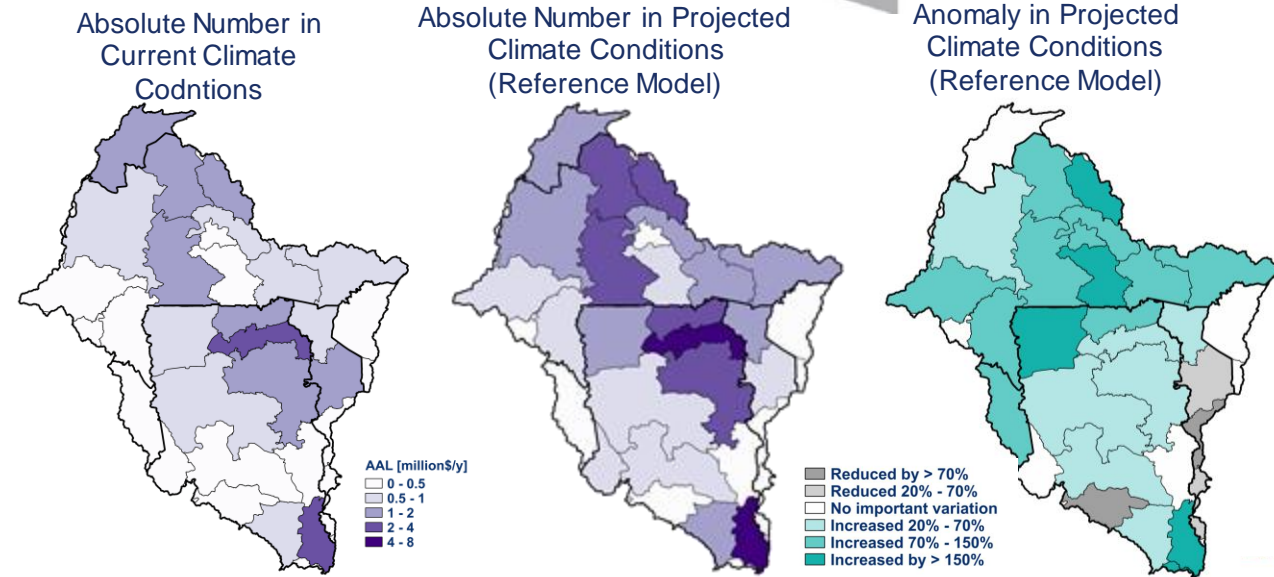 Absolute Number in
Current Climate
Codntions
Absolute Number in Projected
Climate Conditions
(Reference Model)
Anomaly in Projected
Climate Conditions
(Reference Model)
AAL [million$/y]
0 - 0.5
0.5 - 1
1 - 2
2 - 4
4 - 8
Reduced by > 70%
Reduced 20% - 70%
No important variation
Increased 20% - 70%
Increased 70% - 150%
Increased by > 150%